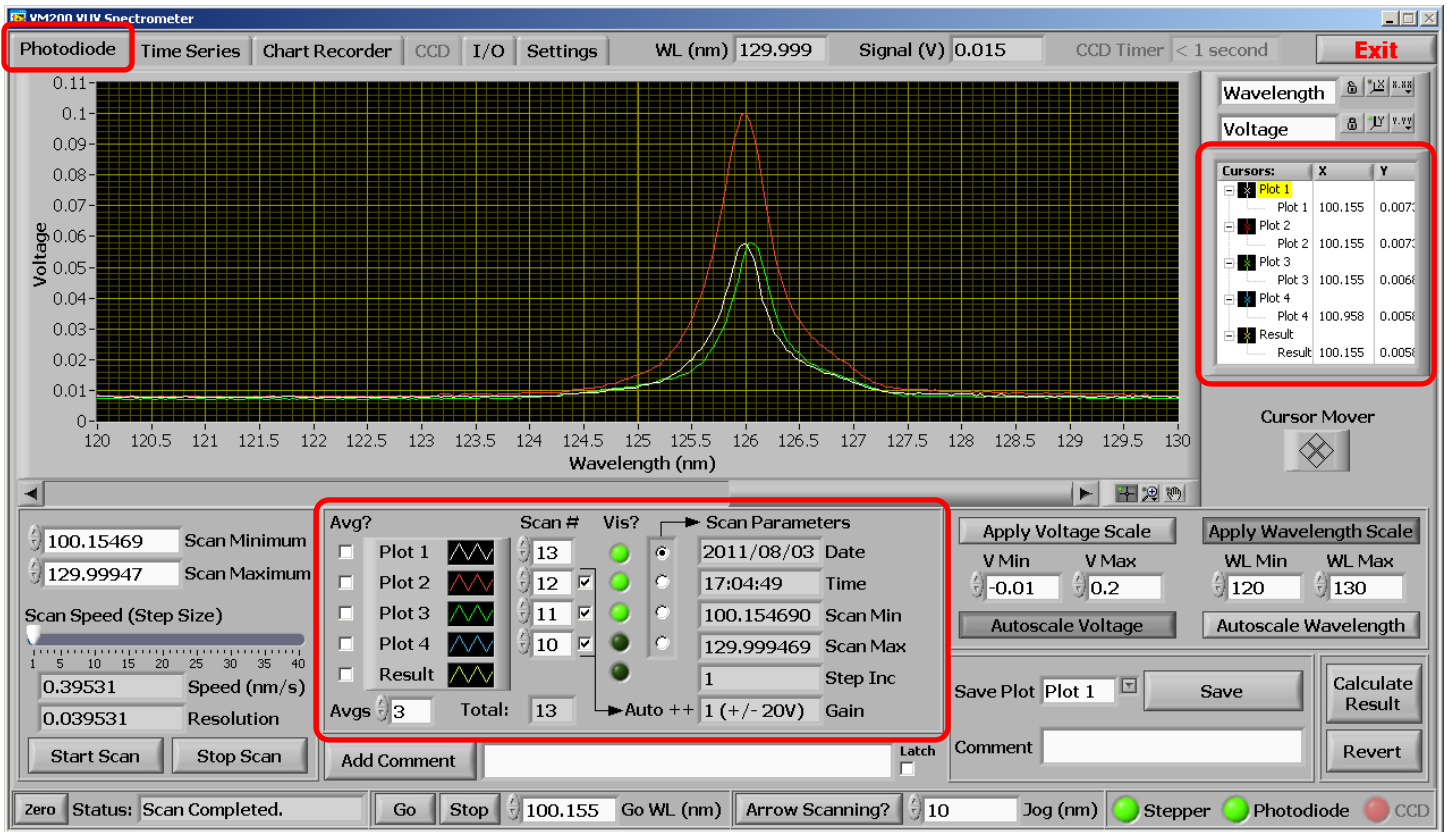 VM200 VUV Spectrometer
Photodiode Time Series Chart Recorder CCD I/O Settings WL (nm) 129.999 Signal (V) 0.015 CCD Timer < 1 second Exit
0.11
0.1
0.09
0.08
0.07
0.06
0.05
0.04
0.03
0.02
0.01
0
Voltage
120 120.5 121 121.5 122 122.5 123 123.5 124 124.5 125 125.5 126 126.5 127 127.5 128 128.5 129 129.5 130
Wavelength (nm)
Wavelength X X.XX
Voltage Y Y.YY
Cursors: X Y
Plot 1
Plot 1 100.155 0.0073
Plot 2
Plot 2 100.155 0.0073
Plot 3
Plot 3 100.155 0.0068
Plot 4
Plot 4 100.958 0.0058
Result
Result 100.155 0.0058
Cursor Mover
100.15469 Scan Minimum
129.99947 Scan Maximum
Scan Speed (Step Size)
1 5 10 15 20 25 30 35 40
0.39531 Speed (nm/s)
0.039531 Resolution
Start Scan Stop Scan
Avg? Scan # Vis? Scan Parameters
Plot 1 13 2011/08/03 Date
Plot 2 12 17:04:49 Time
Plot 3 11 100.154690 Scan Min
Plot 4 10 129.999469 Scan Max
Result 1 Step Inc
Avgs 3 Total: 13 Auto ++ 1 (+/- 20V) Gain
Add Comment Latch
Apply Voltage Scale Apply Wavelength Scale
V Min V Max WL Min WL Max
-0.01 0.2 120 130
Autoscale Voltage Autoscale Wavelength
Save Plot Plot 1 Save
Comment
Calculate
Result
Revert
Zero Status: Scan Completed. Go Stop 100.155 Go WL (nm) Arrow Scanning? 10 Jog (nm) Stepper Photodiode CCD